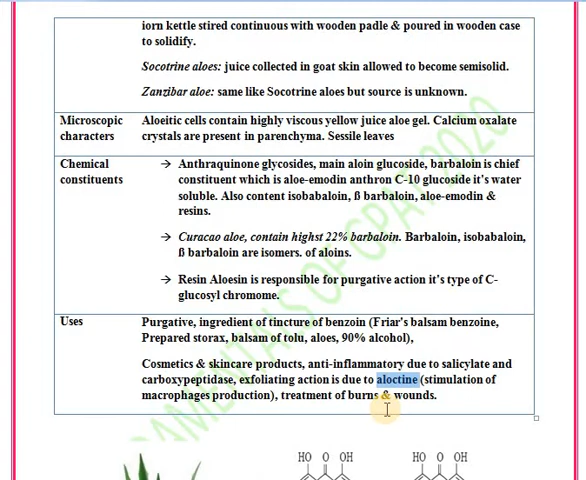 iorn kettle stired continuous with wooden padle & poured in wooden case
to solidify.
Socotrine aloes: juice collected in goat skin allowed to become semisolid.
Zanzibar aloe: same like Socotrine aloes but source is unknown.
Microscopic
characters
Aloeitic cells contain highly viscous yellow juice aloe gel. Calcium oxalate
crystals are present in parenchyma. Sessile leaves
Chemical
constituents
→ Anthraquinone glycosides, main aloin glucoside, barbaloin is chief
constituent which is aloe-emodin anthron C-10 glucoside it's water
soluble. Also content isobabaloin, ß barbaloin, aloe-emodin &
resins.
→ Curacao aloe, contain highst 22% barbaloin. Barbaloin, isobabaloin,
ß barbaloin are isomers. of aloins.
→ Resin Aloesin is responsible for purgative action it's type of C-
glucosyl chromome.
Uses
Purgative, ingredient of tincture of benzoin (Friar's balsam benzoine,
Prepared storax, balsam of tolu, aloes, 90% alcohol),
Cosmetics & skincare products, anti-inflammatory due to salicylate and
carboxypeptidase, exfoliating action is due to aloctine (stimulation of
macrophages production), treatment of burns & wounds.
AMENTALS OF GPAT 2020
HO O OH
HO O OH